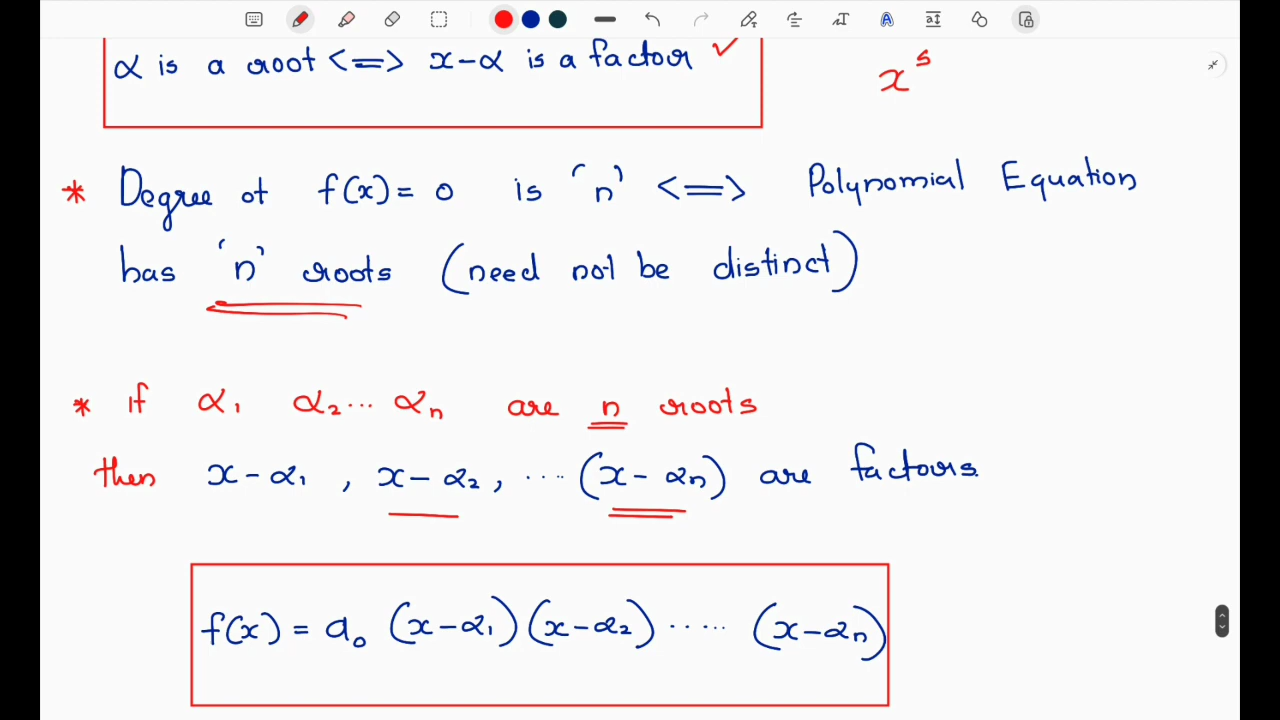 α is a root <=> x-α is a factor ✓
x⁵
* Degree of f(x)=0 is 'n' <=> Polynomial Equation
has 'n' roots (need not be distinct)
* If α₁ α₂... αₙ are n roots
then x-α₁, x-α₂, ... (x-αₙ) are factors.
f(x) = a₀ (x-α₁)(x-α₂)..... (x-αₙ)